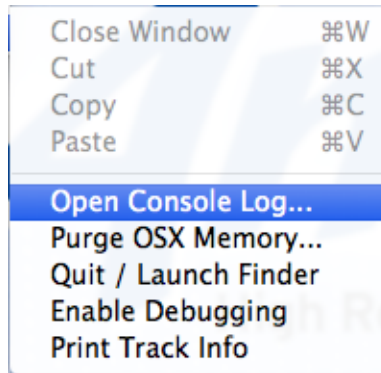 Close Window ⌘W
Cut ⌘X
Copy ⌘C
Paste ⌘V
Open Console Log...
Purge OSX Memory...
Quit / Launch Finder
Enable Debugging
Print Track Info